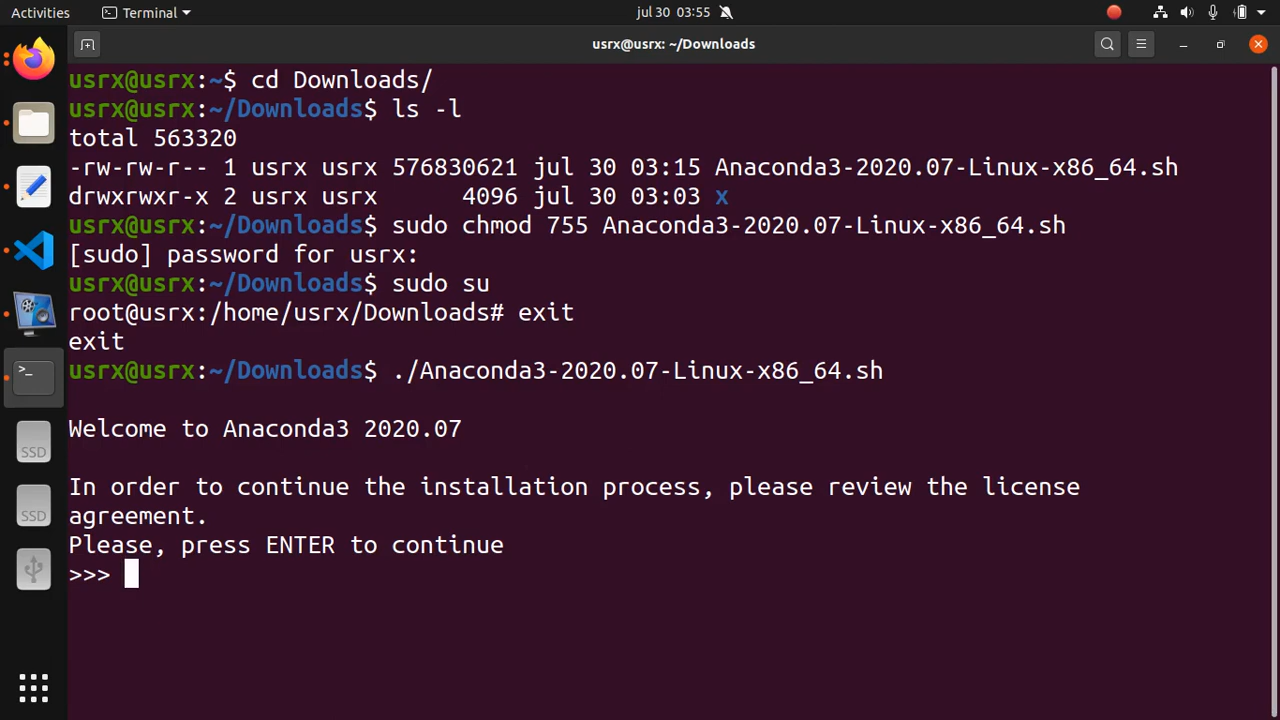 Activities Terminal jul 30 03:55
usrx@usrx: ~/Downloads
usrx@usrx:~$ cd Downloads/
usrx@usrx:~/Downloads$ ls -l
total 563320
-rw-rw-r-- 1 usrx usrx 576830621 jul 30 03:15 Anaconda3-2020.07-Linux-x86_64.sh
drwxrwxr-x 2 usrx usrx      4096 jul 30 03:03 x
usrx@usrx:~/Downloads$ sudo chmod 755 Anaconda3-2020.07-Linux-x86_64.sh
[sudo] password for usrx:
usrx@usrx:~/Downloads$ sudo su
root@usrx:/home/usrx/Downloads# exit
exit
usrx@usrx:~/Downloads$ ./Anaconda3-2020.07-Linux-x86_64.sh
Welcome to Anaconda3 2020.07
In order to continue the installation process, please review the license
agreement.
Please, press ENTER to continue
>>>
>_
SSD
SSD